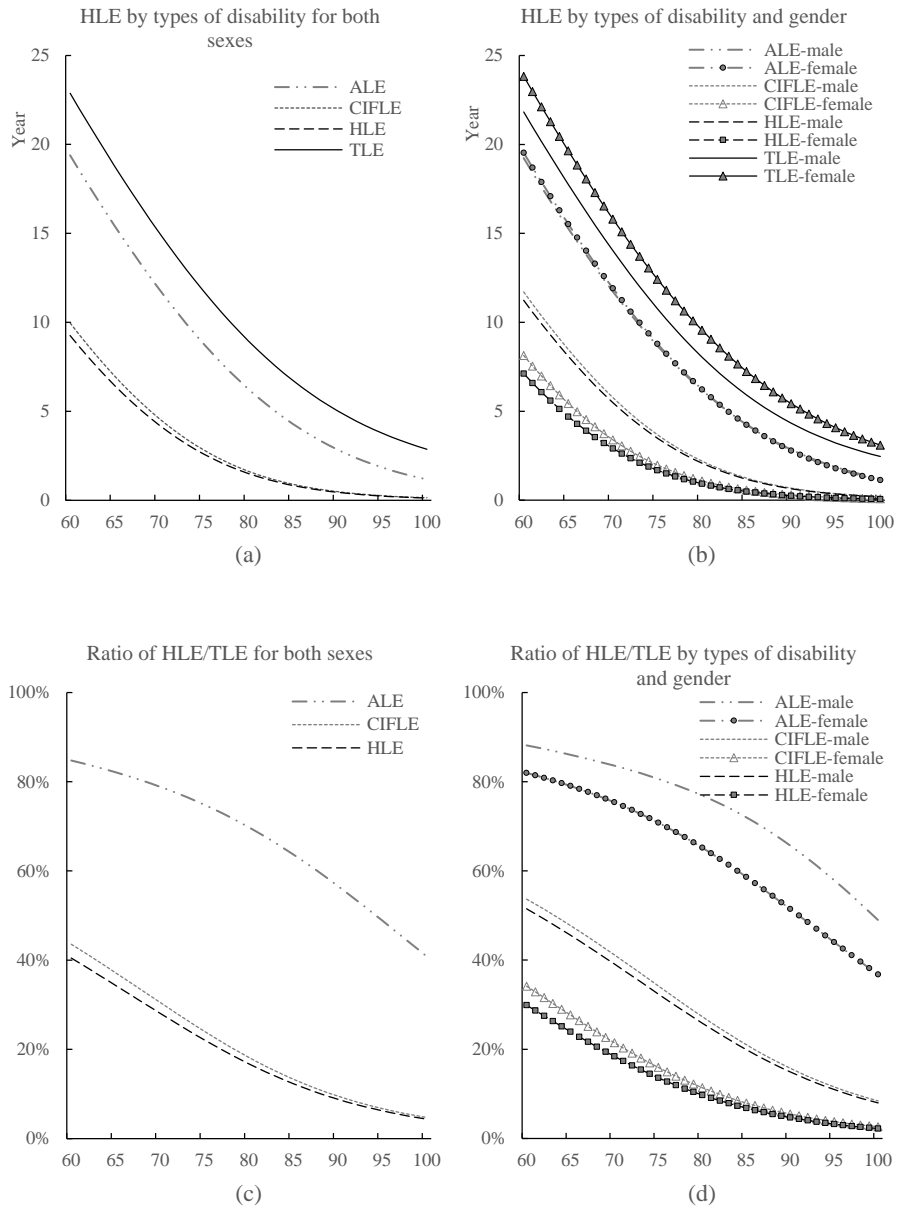 HLE by types of disability for both
sexes
25
20
15
10
5
0
Year
ALE
CIFLE
HLE
TLE
60 65 70 75 80 85 90 95 100
(a)
HLE by types of disability and gender
25
20
15
10
5
0
Year
ALE-male
ALE-female
CIFLE-male
CIFLE-female
HLE-male
HLE-female
TLE-male
TLE-female
60 65 70 75 80 85 90 95 100
(b)
Ratio of HLE/TLE for both sexes
100%
80%
60%
40%
20%
0%
ALE
CIFLE
HLE
60 65 70 75 80 85 90 95 100
(c)
Ratio of HLE/TLE by types of disability
and gender
100%
80%
60%
40%
20%
0%
ALE-male
ALE-female
CIFLE-male
CIFLE-female
HLE-male
HLE-female
60 65 70 75 80 85 90 95 100
(d)